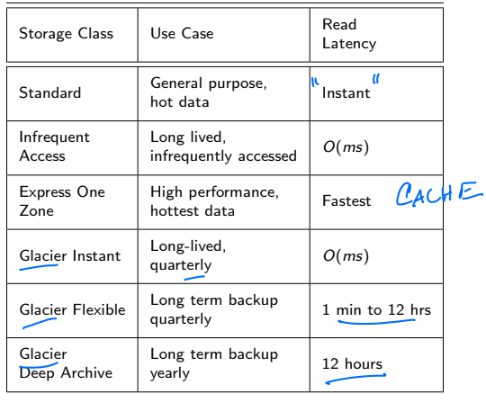 Storage Class Use Case Read
Latency
Standard General purpose,
hot data "Instant"
Infrequent
Access Long lived,
infrequently accessed O(ms)
Express One
Zone High performance,
hottest data Fastest CACHE
Glacier Instant Long-lived,
quarterly O(ms)
Glacier Flexible Long term backup
quarterly 1 min to 12 hrs
Glacier
Deep Archive Long term backup
yearly 12 hours